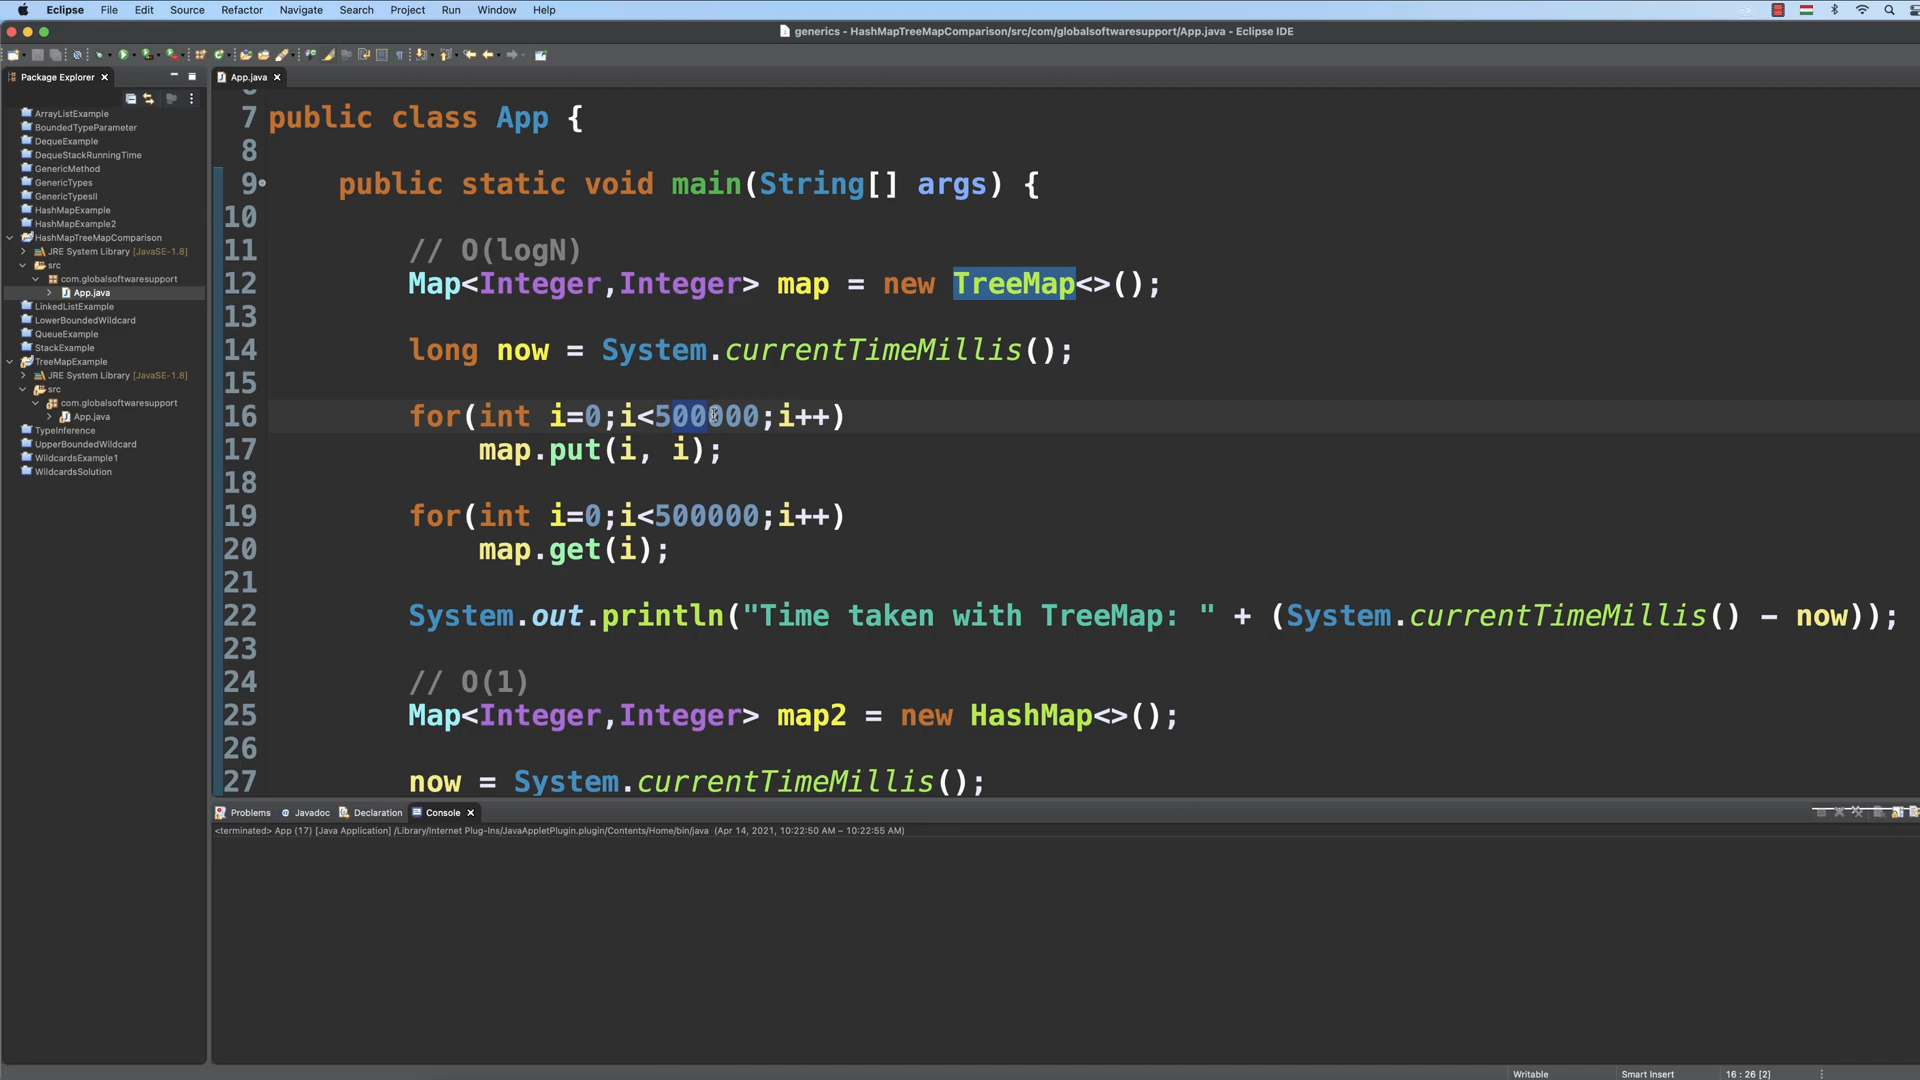 Eclipse File Edit Source Refactor Navigate Search Project Run Window Help
generics - HashMapTreeMapComparison/src/com/globalsoftwaresupport/App.java - Eclipse IDE
Package Explorer
App.java
ArrayListExample
BoundedTypeParameter
DequeExample
DequeStackRunningTime
GenericMethod
GenericTypes
GenericTypesII
HashMapExample
HashMapExample2
HashMapTreeMapComparison
JRE System Library [JavaSE-1.8]
src
com.globalsoftwaresupport
App.java
LinkedListExample
LowerBoundedWildcard
QueueExample
StackExample
TreeMapExample
JRE System Library [JavaSE-1.8]
src
com.globalsoftwaresupport
App.java
TypeInference
UpperBoundedWildcard
WildcardsExample1
WildcardsSolution
7 public class App {
8
9 public static void main(String[] args) {
10
11 // O(logN)
12 Map<Integer,Integer> map = new TreeMap<>();
13
14 long now = System.currentTimeMillis();
15
16 for(int i=0;i<500000;i++)
17 map.put(i, i);
18
19 for(int i=0;i<500000;i++)
20 map.get(i);
21
22 System.out.println("Time taken with TreeMap: " + (System.currentTimeMillis() - now));
23
24 // O(1)
25 Map<Integer,Integer> map2 = new HashMap<>();
26
27 now = System.currentTimeMillis();
Problems Javadoc Declaration Console
<terminated> App (17) [Java Application] /Library/Internet Plug-Ins/JavaAppletPlugin.plugin/Contents/Home/bin/java (Apr 14, 2021, 10:22:50 AM – 10:22:55 AM)
Writable Smart Insert 16 : 26 [2]